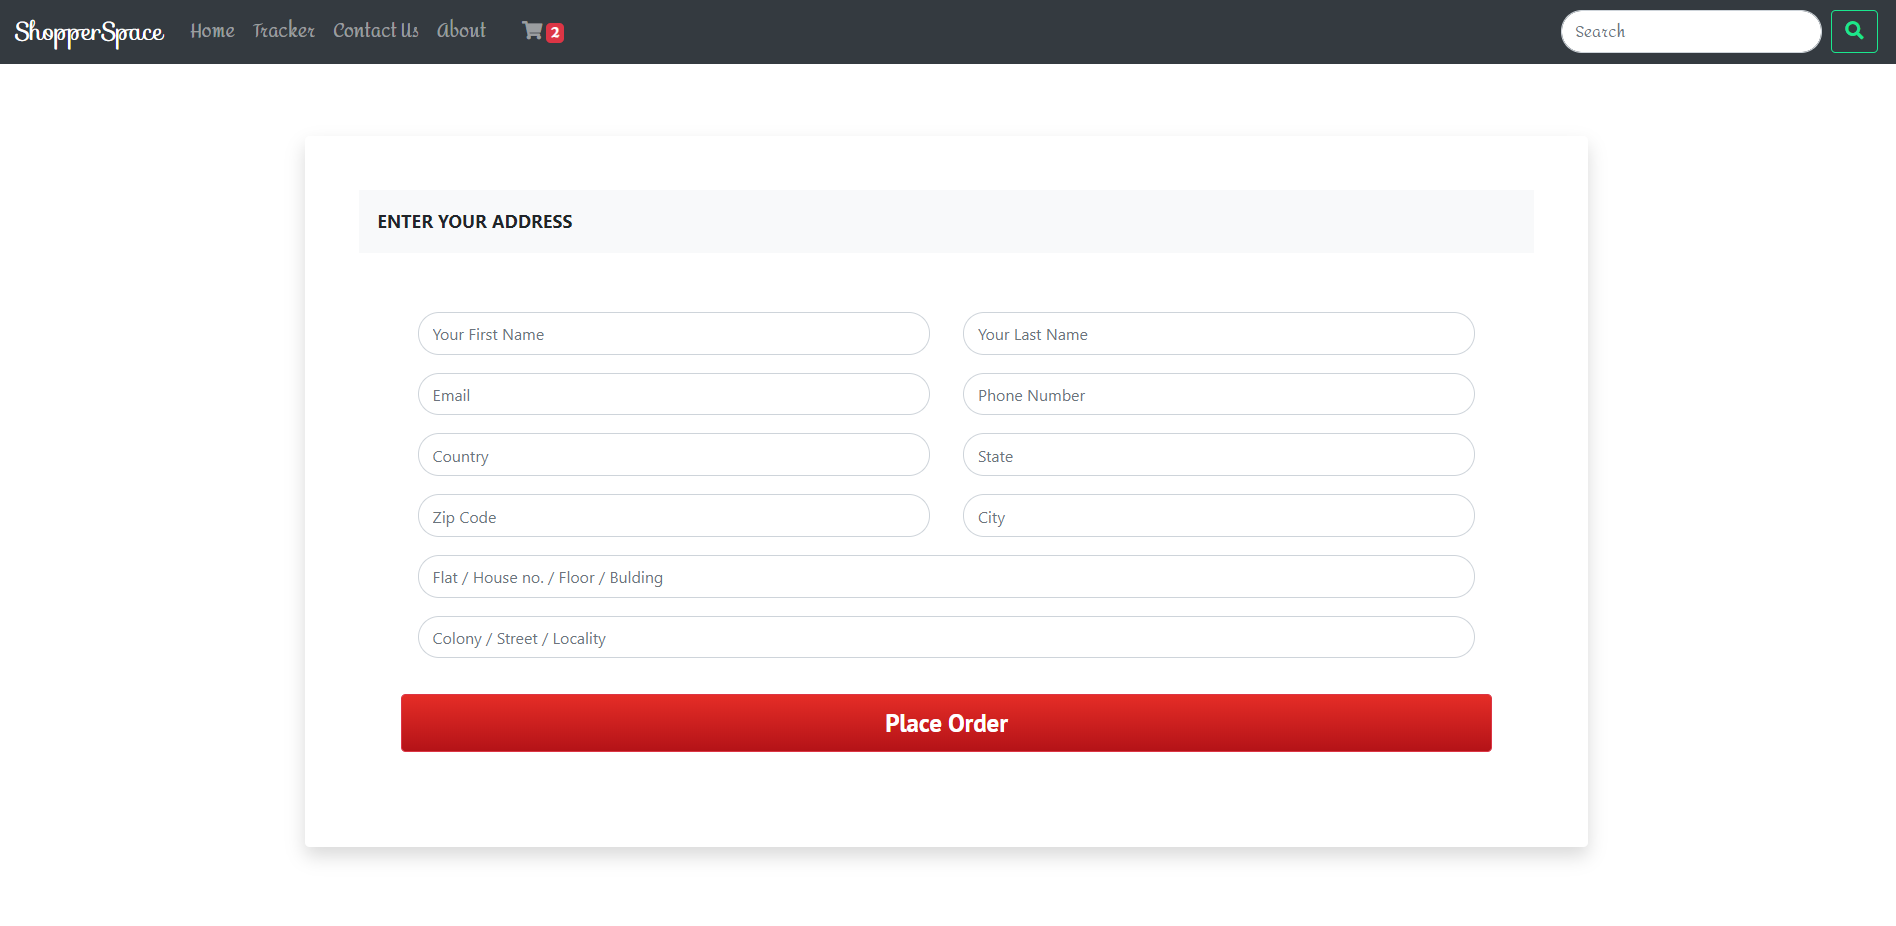 ShopperSpace Home Tracker Contact Us About 2 Search
ENTER YOUR ADDRESS
Your First Name Your Last Name
Email Phone Number
Country State
Zip Code City
Flat / House no. / Floor / Bulding
Colony / Street / Locality
Place Order